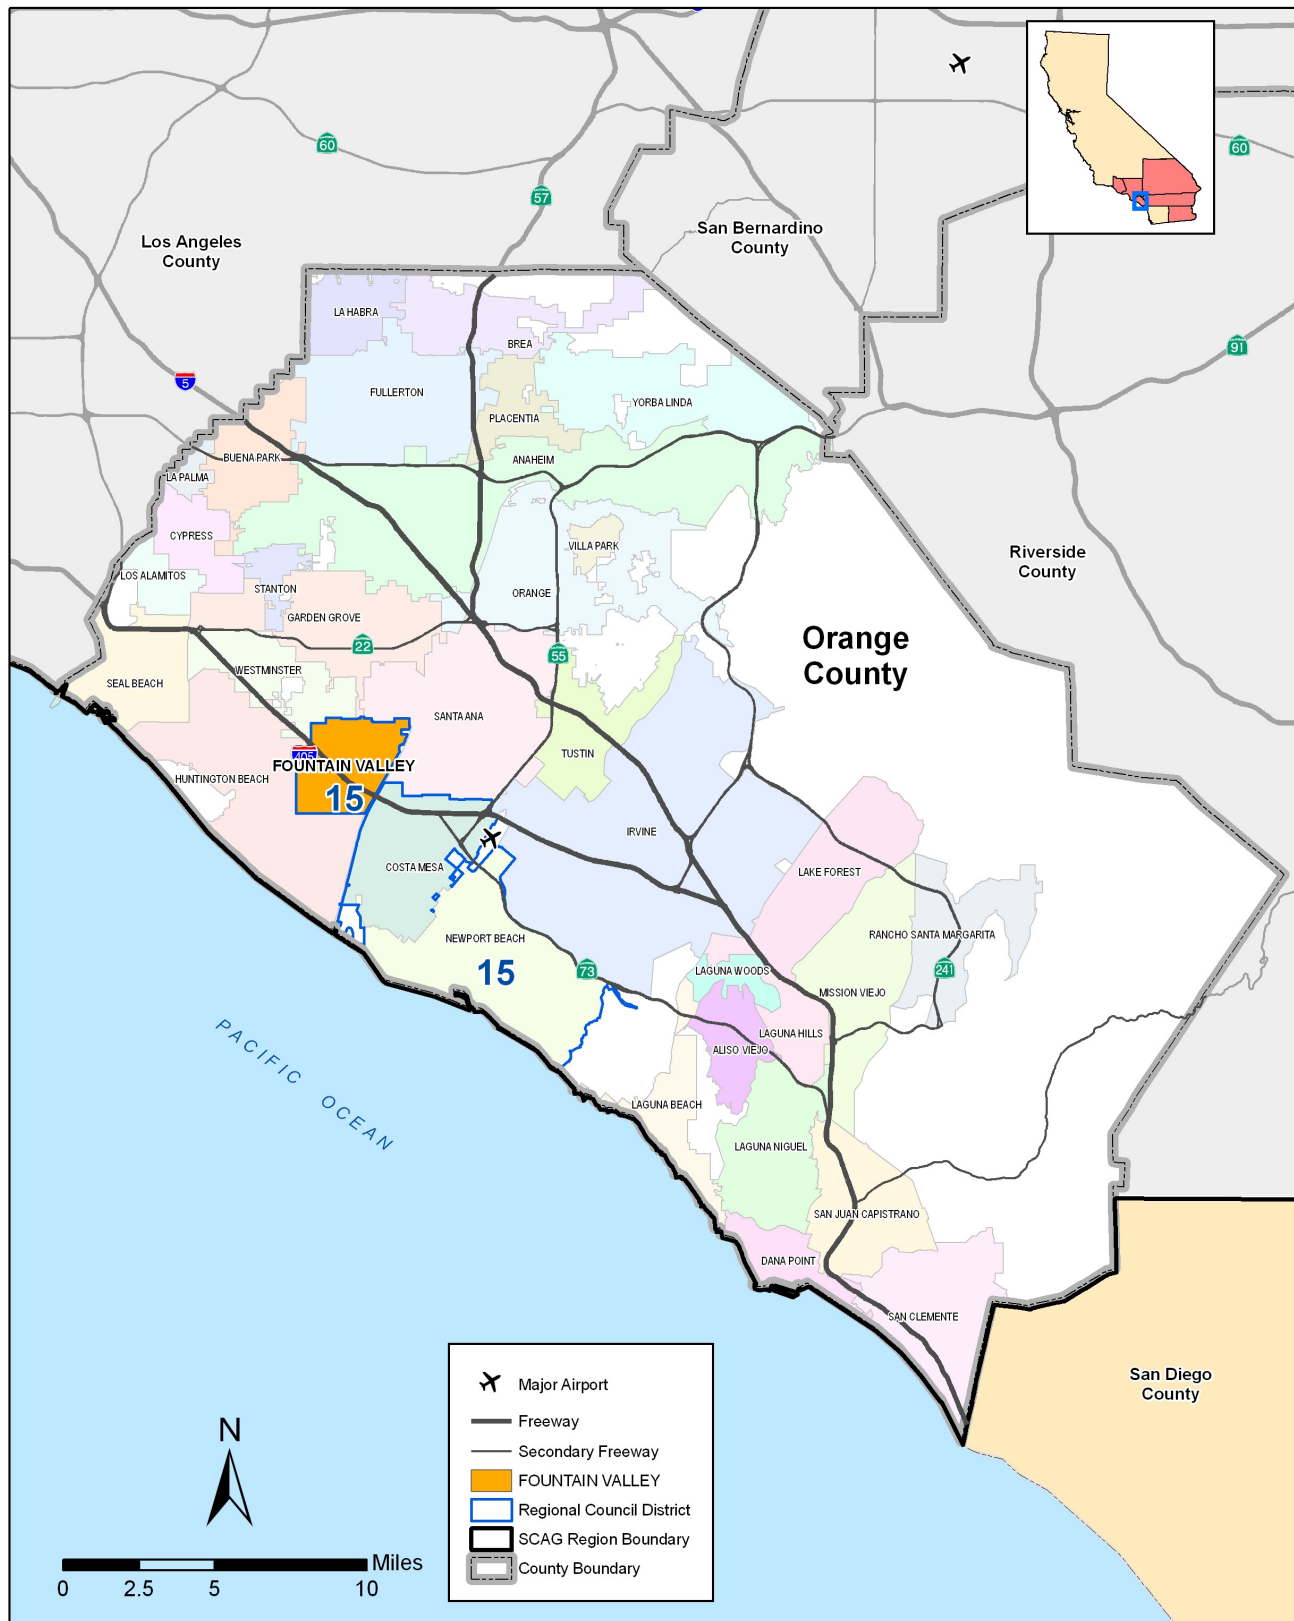 60
57
60
Los Angeles
County
San Bernardino
County
LA HABRA
BREA
91
5
FULLERTON
YORBA LINDA
PLACENTIA
BUENA PARK
ANAHEIM
LA PALMA
CYPRESS
VILLA PARK
Riverside
County
LOS ALAMITOS
STANTON
ORANGE
GARDEN GROVE
22
55
Orange
County
WESTMINSTER
SEAL BEACH
SANTA ANA
TUSTIN
405
FOUNTAIN VALLEY
HUNTINGTON BEACH
15
IRVINE
COSTA MESA
LAKE FOREST
NEWPORT BEACH
RANCHO SANTA MARGARITA
15
73
LAGUNA WOODS
241
MISSION VIEJO
LAGUNA HILLS
ALISO VIEJO
PACIFIC OCEAN
LAGUNA BEACH
LAGUNA NIGUEL
SAN JUAN CAPISTRANO
DANA POINT
SAN CLEMENTE
San Diego
County
Major Airport
Freeway
Secondary Freeway
FOUNTAIN VALLEY
Regional Council District
SCAG Region Boundary
County Boundary
N
Miles
0 2.5 5 10